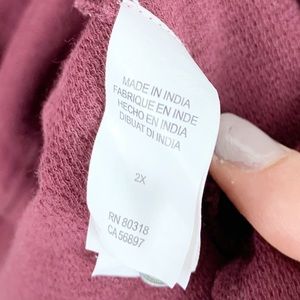 MADE IN INDIA
FABRIQUE EN INDE
HECHO EN INDIA
DIBUAT DI INDIA
2X
RN 80318
CA 56897